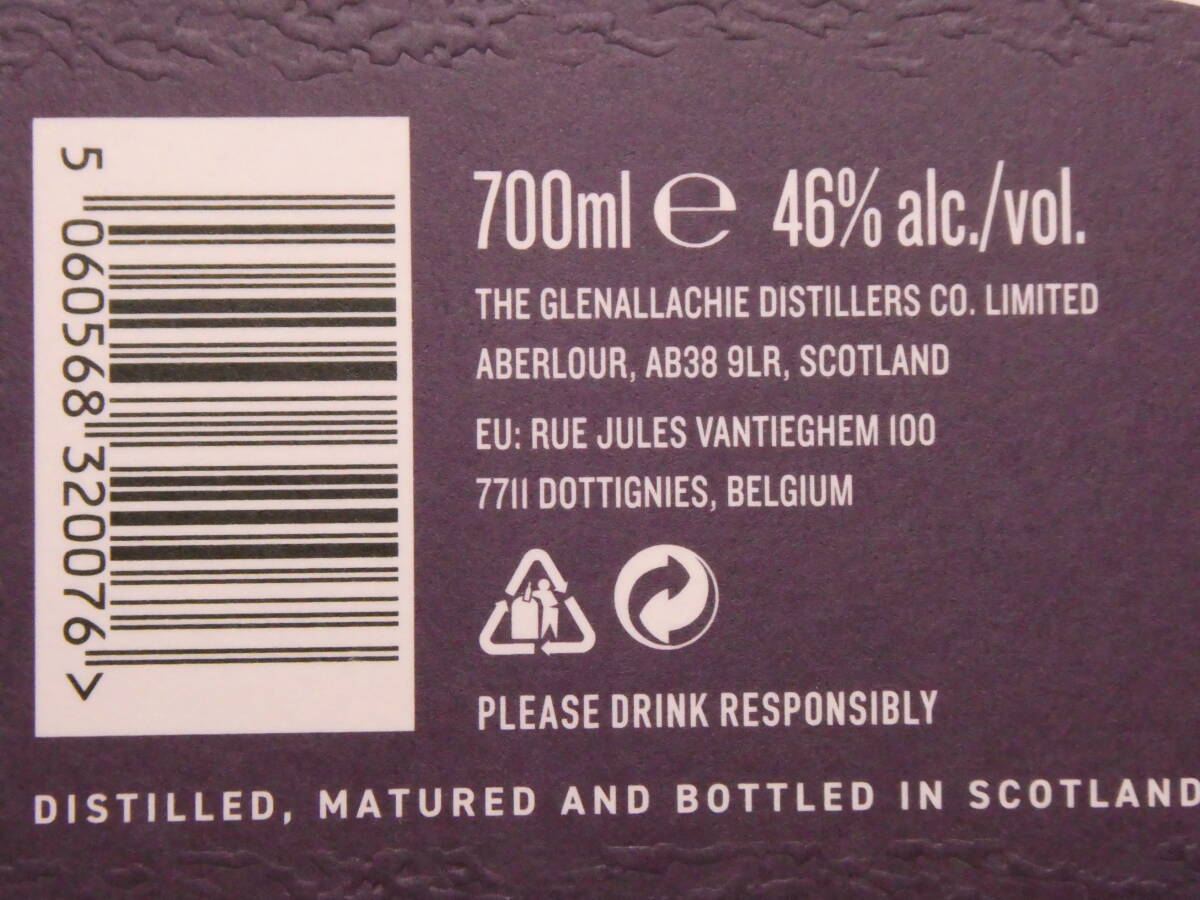 5 060568 320076 >
700ml e 46% alc./vol.
THE GLENALLACHIE DISTILLERS CO. LIMITED
ABERLOUR, AB38 9LR, SCOTLAND
EU: RUE JULES VANTIEGHEM 100
7711 DOTTIGNIES, BELGIUM
PLEASE DRINK RESPONSIBLY
DISTILLED, MATURED AND BOTTLED IN SCOTLAND